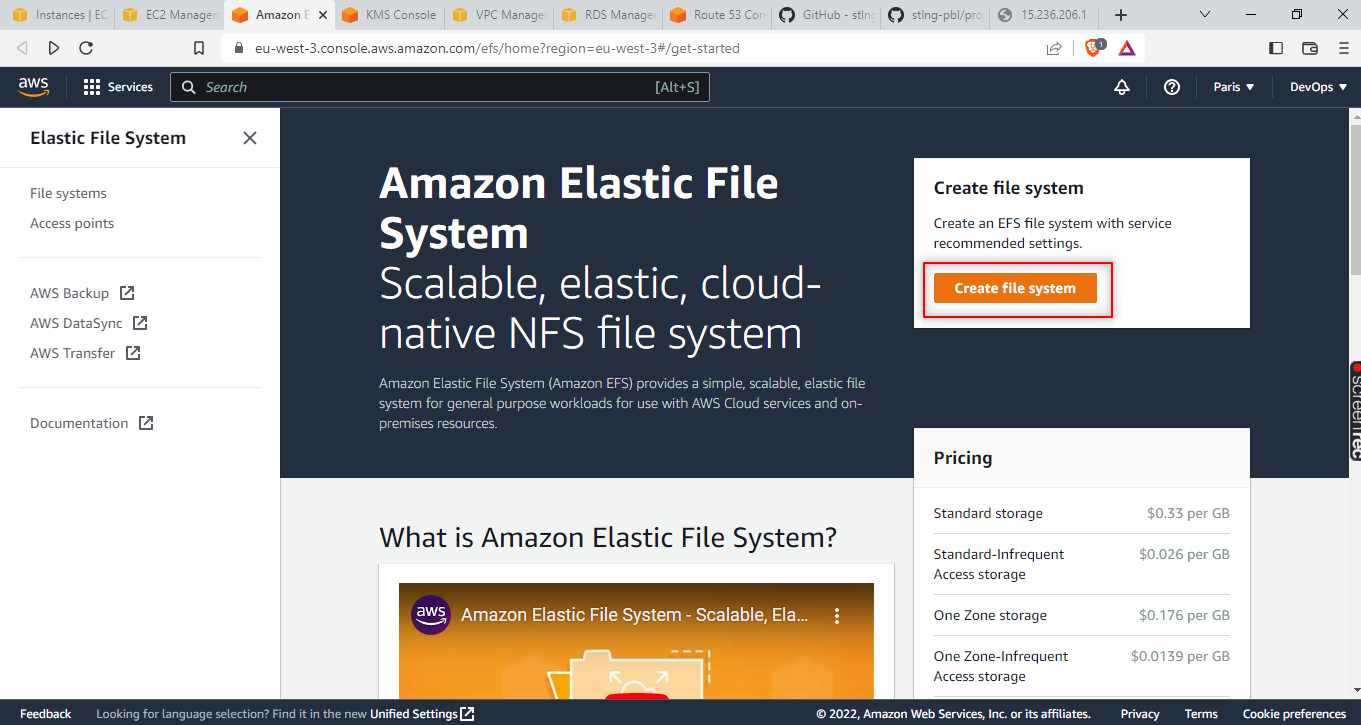 Instances | EC
EC2 Manager
Amazon E
KMS Console
VPC Manager
RDS Manager
Route 53 Con
GitHub - stlng
stlng-pbl/proj
15.236.206.1
eu-west-3.console.aws.amazon.com/efs/home?region=eu-west-3#/get-started
1
aws
Services
Search
[Alt+S]
Paris
DevOps
Elastic File System
File systems
Access points
AWS Backup
AWS DataSync
AWS Transfer
Documentation
Amazon Elastic File
System
Scalable, elastic, cloud-
native NFS file system
Amazon Elastic File System (Amazon EFS) provides a simple, scalable, elastic file
system for general purpose workloads for use with AWS Cloud services and on-
premises resources.
Create file system
Create an EFS file system with service
recommended settings.
Create file system
Pricing
Standard storage $0.33 per GB
Standard-Infrequent $0.026 per GB
Access storage
One Zone storage $0.176 per GB
One Zone-Infrequent $0.0139 per GB
Access storage
What is Amazon Elastic File System?
aws
Amazon Elastic File System - Scalable, Ela...
screenrec
Feedback
Looking for language selection? Find it in the new Unified Settings
© 2022, Amazon Web Services, Inc. or its affiliates.
Privacy
Terms
Cookie preferences